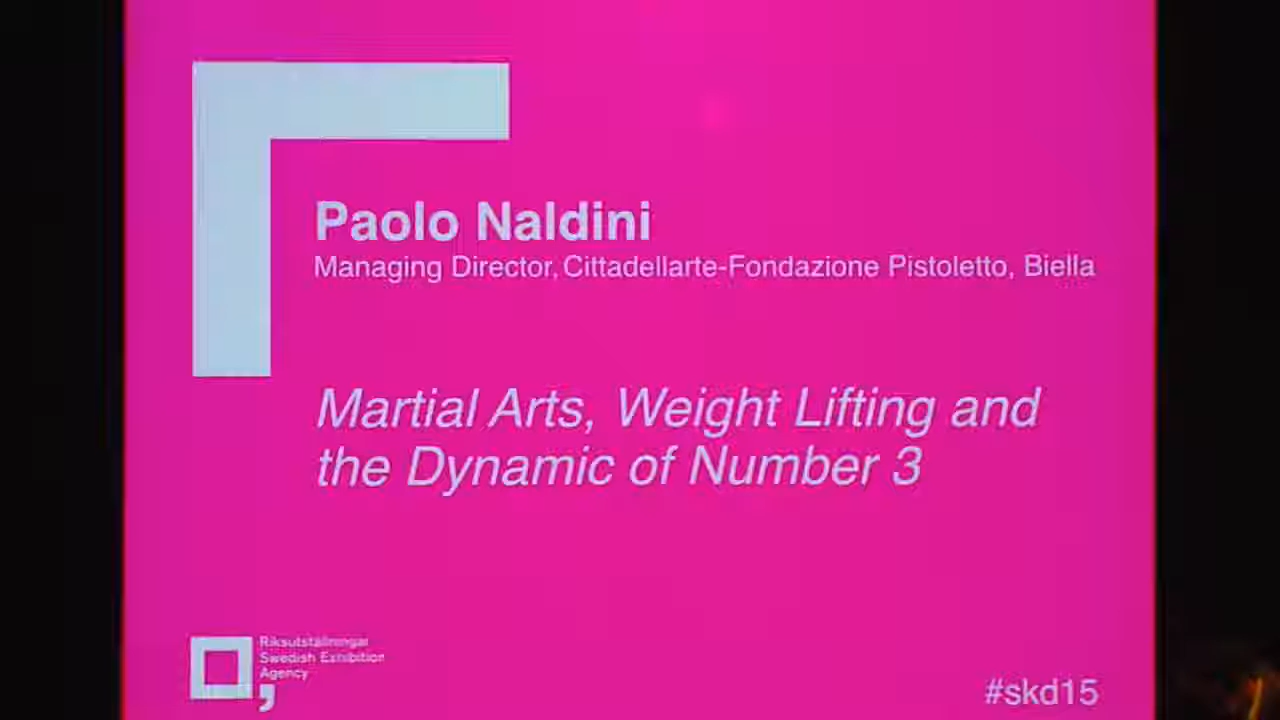 Paolo Naldini
Managing Director, Cittadellarte-Fondazione Pistoletto, Biella
Martial Arts, Weight Lifting and
the Dynamic of Number 3
Riksutställningar
Swedish Exhibition
Agency
#skd15